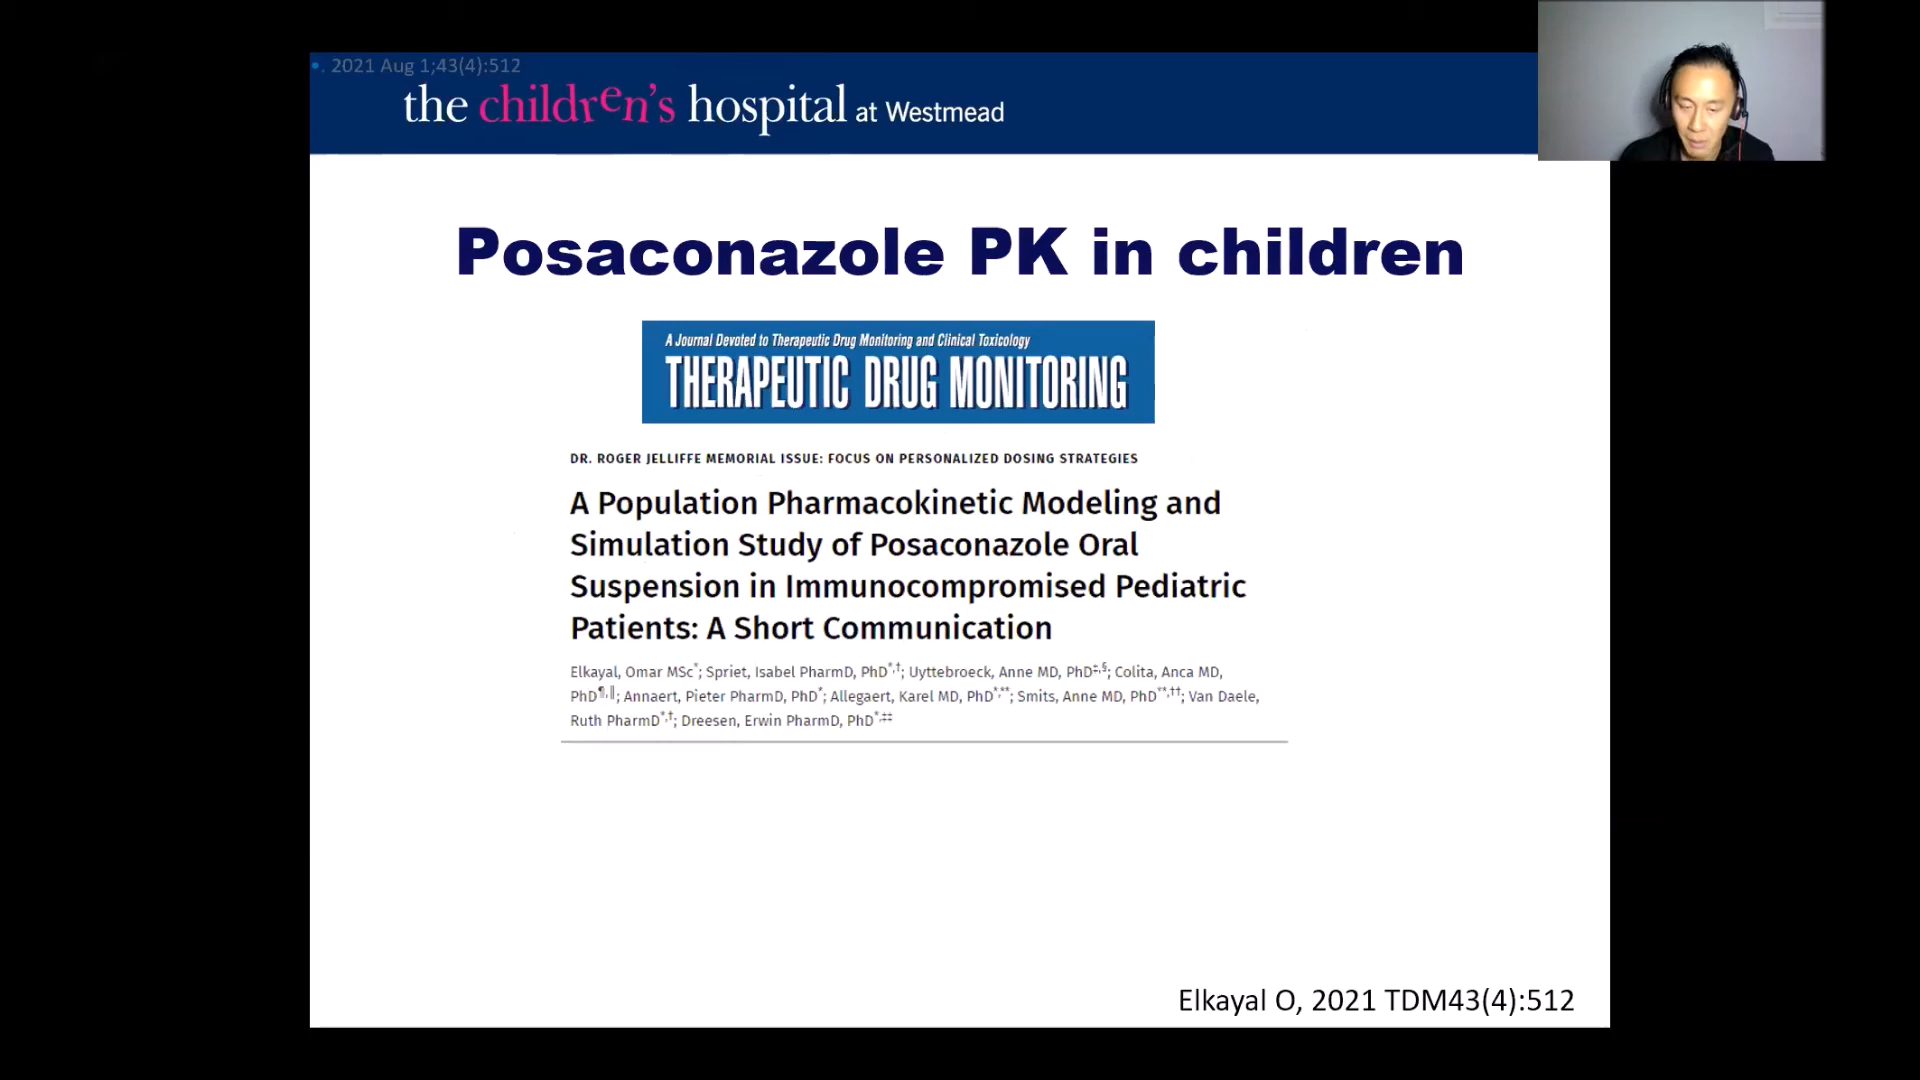 . 2021 Aug 1;43(4):512
the children's hospital at Westmead
Posaconazole PK in children
A Journal Devoted to Therapeutic Drug Monitoring and Clinical Toxicology
THERAPEUTIC DRUG MONITORING
DR. ROGER JELLIFFE MEMORIAL ISSUE: FOCUS ON PERSONALIZED DOSING STRATEGIES
A Population Pharmacokinetic Modeling and
Simulation Study of Posaconazole Oral
Suspension in Immunocompromised Pediatric
Patients: A Short Communication
Elkayal, Omar MSc*; Spriet, Isabel PharmD, PhD*,†; Uyttebroeck, Anne MD, PhD‡,§; Colita, Anca MD,
PhD¶,║; Annaert, Pieter PharmD, PhD*; Allegaert, Karel MD, PhD*,**; Smits, Anne MD, PhD**,††; Van Daele,
Ruth PharmD*,†; Dreesen, Erwin PharmD, PhD*,‡‡
Elkayal O, 2021 TDM43(4):512